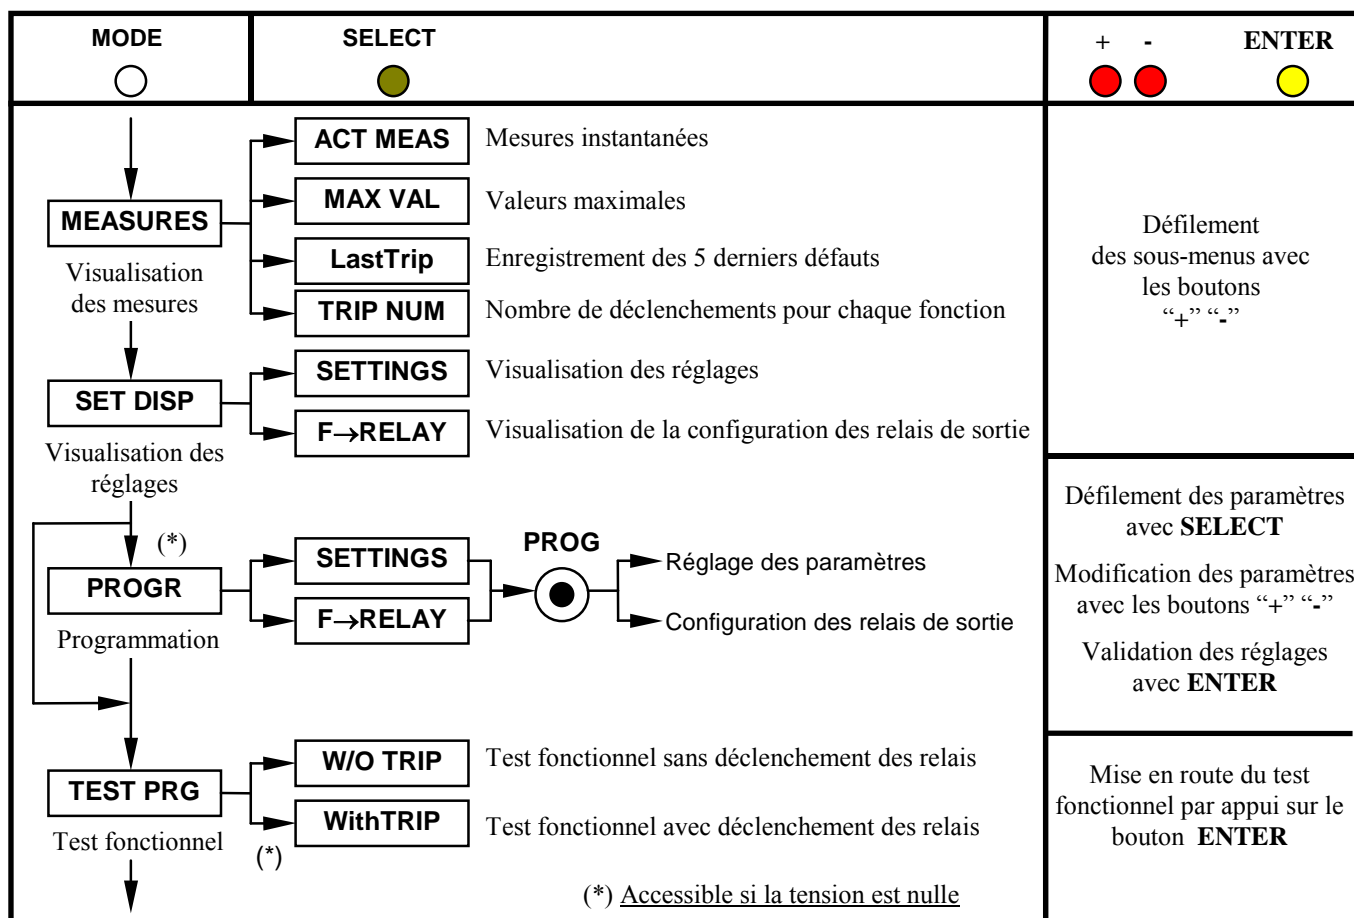 MODE
SELECT
+ -
ENTER
ACT MEAS
Mesures instantanées
MAX VAL
Valeurs maximales
MEASURES
Visualisation
des mesures
LastTrip
Enregistrement des 5 derniers défauts
TRIP NUM
Nombre de déclenchements pour chaque fonction
Défilement
des sous-menus avec
les boutons
“+” “-”
SET DISP
Visualisation des
réglages
SETTINGS
Visualisation des réglages
F→RELAY
Visualisation de la configuration des relais de sortie
(*)
PROGR
Programmation
SETTINGS
F→RELAY
PROG
Réglage des paramètres
Configuration des relais de sortie
Défilement des paramètres
avec SELECT
Modification des paramètres
avec les boutons “+” “-”
Validation des réglages
avec ENTER
TEST PRG
Test fonctionnel
W/O TRIP
Test fonctionnel sans déclenchement des relais
WithTRIP
Test fonctionnel avec déclenchement des relais
(*)
Mise en route du test
fonctionnel par appui sur le
bouton ENTER
(*) Accessible si la tension est nulle